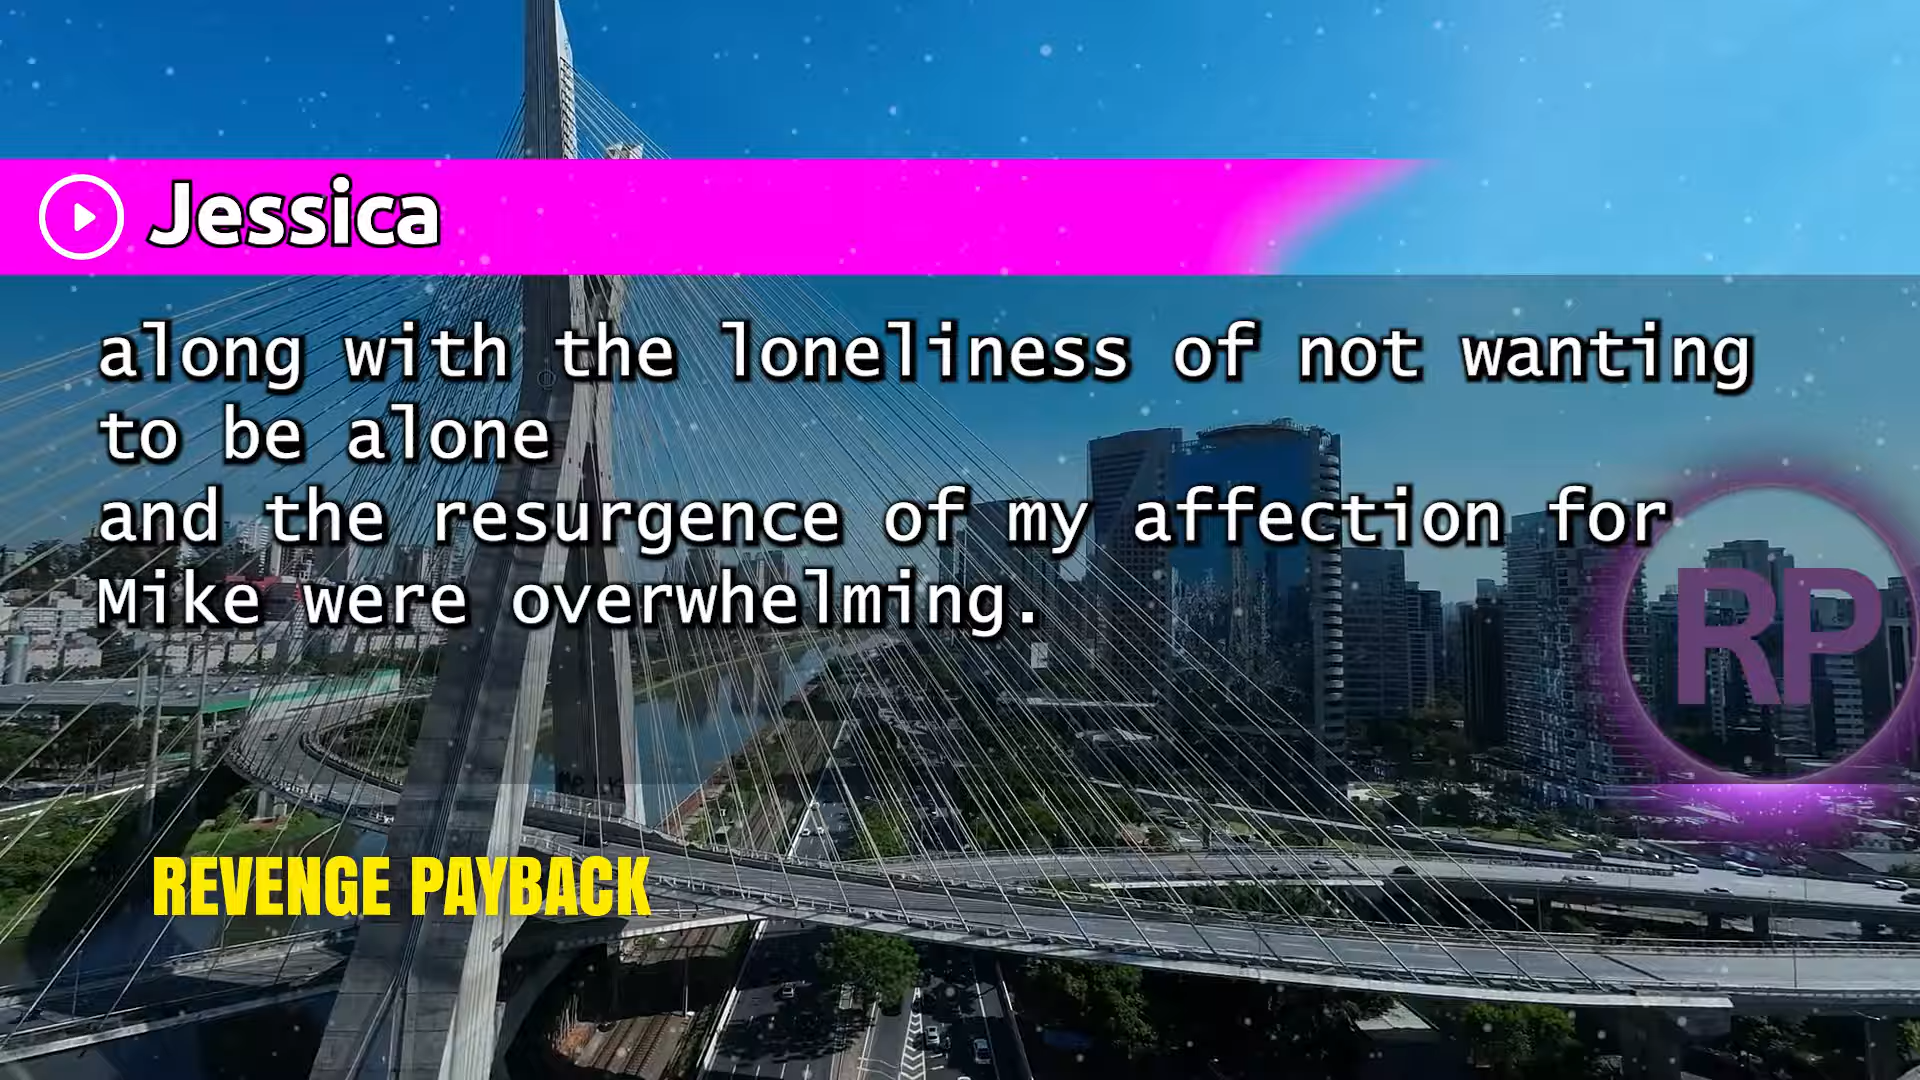 Jessica
along with the loneliness of not wanting
to be alone
and the resurgence of my affection for
Mike were overwhelming.
RP
REVENGE PAYBACK